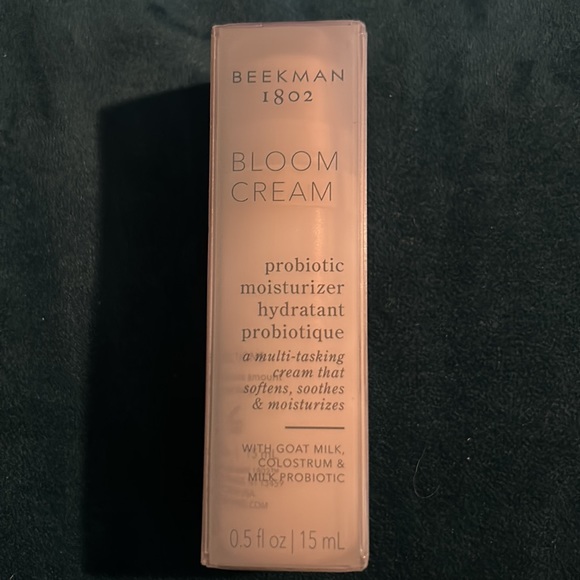 BEEKMAN
1802
BLOOM
CREAM
probiotic
moisturizer
hydratant
probiotique
a multi-tasking
cream that
softens, soothes
& moisturizes
WITH GOAT MILK,
COLOSTRUM &
MILK PROBIOTIC
0.5 fl oz | 15 mL